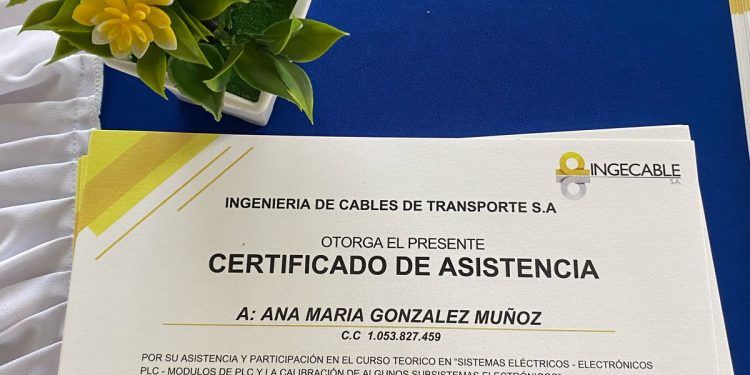 INGECABLE
S.A.
INGENIERIA DE CABLES DE TRANSPORTE S.A
OTORGA EL PRESENTE
CERTIFICADO DE ASISTENCIA
A: ANA MARIA GONZALEZ MUÑOZ
C.C 1.053.827.459
POR SU ASISTENCIA Y PARTICIPACIÓN EN EL CURSO TEORICO EN "SISTEMAS ELÉCTRICOS - ELECTRÓNICOS
PLC - MODULOS DE PLC Y LA CALIBRACIÓN DE ALGUNOS SUBSISTEMAS ELECTRÓNICOS"